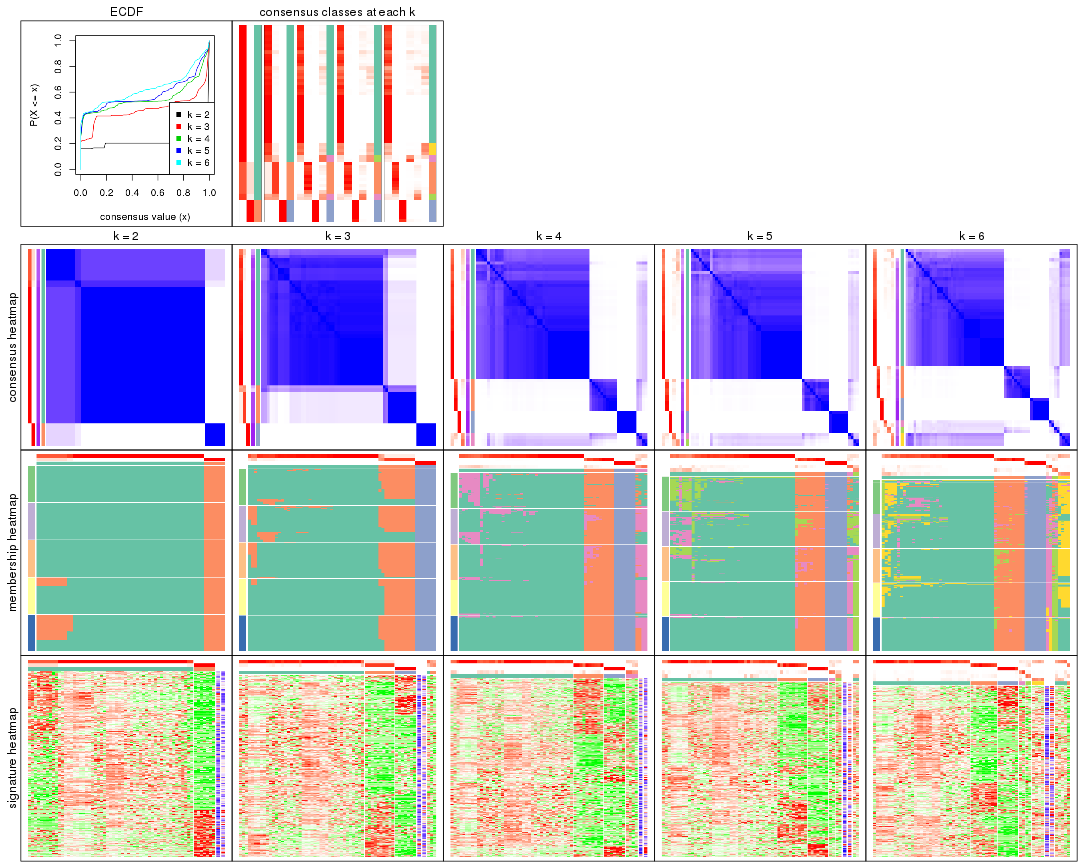 ECDF
consensus classes at each k
P(X <= x)
0.0
0.2
0.4
0.6
0.8
1.0
k = 2
k = 3
k = 4
k = 5
k = 6
0.0 0.2 0.4 0.6 0.8 1.0
consensus value (x)
k = 2
k = 3
k = 4
k = 5
k = 6
consensus heatmap
membership heatmap
signature heatmap